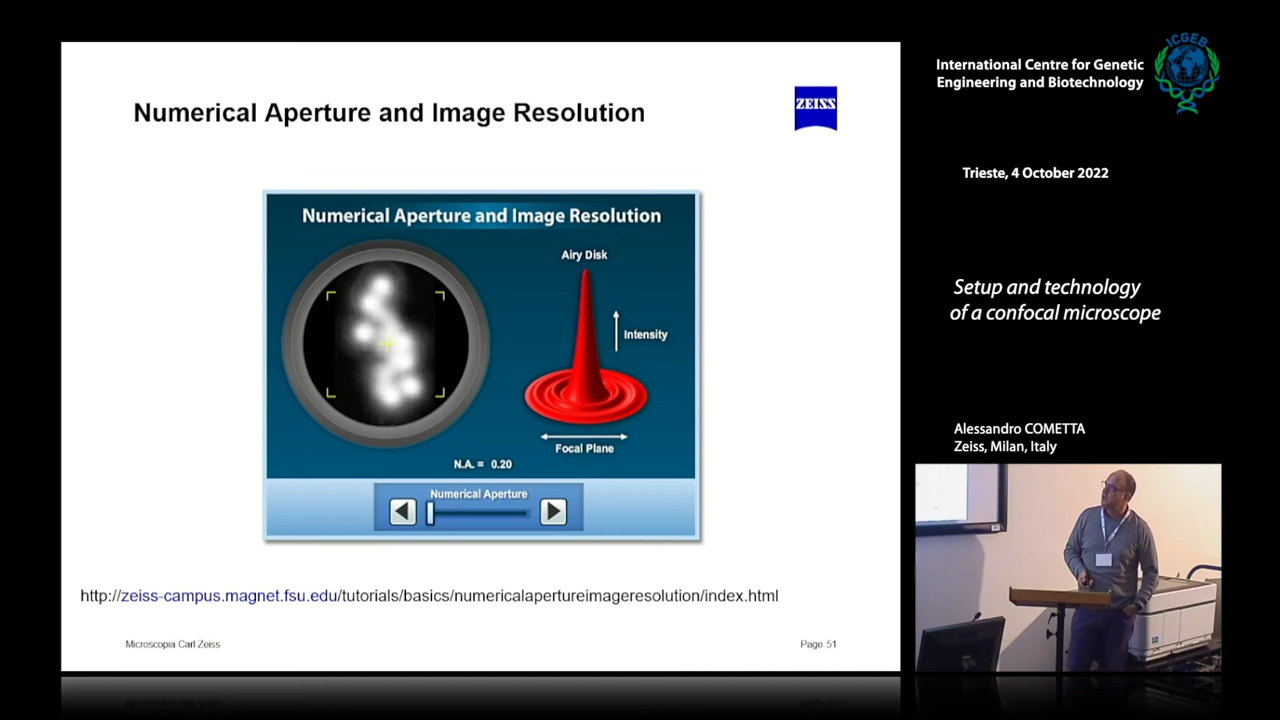 Numerical Aperture and Image Resolution
ZEISS
Numerical Aperture and Image Resolution
Airy Disk
Intensity
Focal Plane
N.A. = 0.20
Numerical Aperture
http://zeiss-campus.magnet.fsu.edu/tutorials/basics/numericalapertureimageresolution/index.html
Microscopia Carl Zeiss
Page 51
ICGEB
International Centre for Genetic
Engineering and Biotechnology
Trieste, 4 October 2022
Setup and technology
of a confocal microscope
Alessandro COMETTA
Zeiss, Milan, Italy